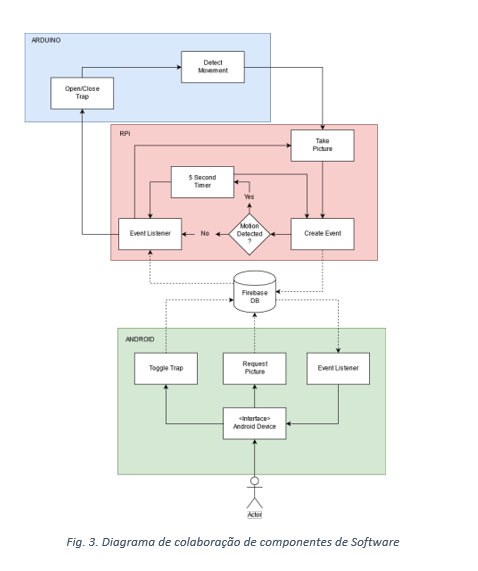 ARDUINO
Detect
Movement
Open/Close
Trap
RPi
Take
Picture
5 Second
Timer
Yes
Event Listener
No
Motion
Detected
?
Create Event
Firebase
DB
ANDROID
Toggle Trap
Request
Picture
Event Listener
<Interface>
Android Device
Actor
Fig. 3. Diagrama de colaboração de componentes de Software